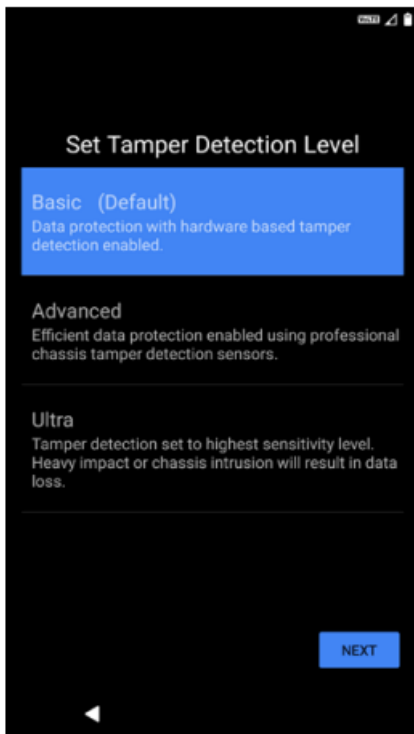 VoLTE
Set Tamper Detection Level
Basic (Default)
Data protection with hardware based tamper
detection enabled.
Advanced
Efficient data protection enabled using professional
chassis tamper detection sensors.
Ultra
Tamper detection set to highest sensitivity level.
Heavy impact or chassis intrusion will result in data
loss.
NEXT